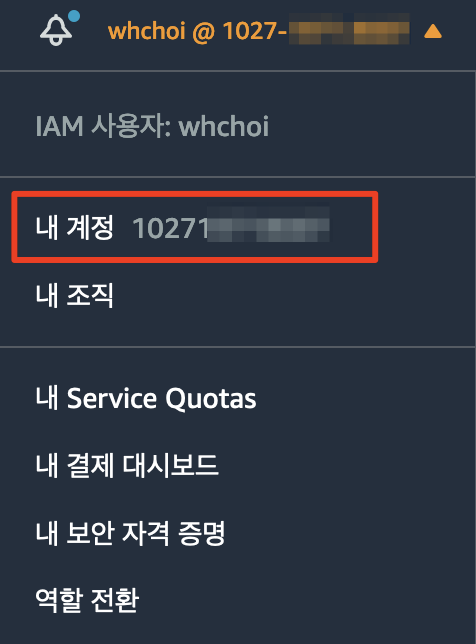 whchoi @ 1027-
IAM 사용자: whchoi
내 계정 10271
내 조직
내 Service Quotas
내 결제 대시보드
내 보안 자격 증명
역할 전환